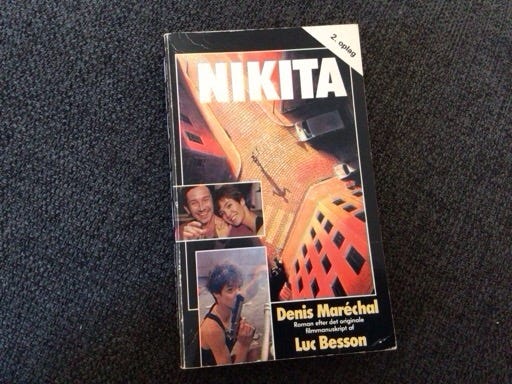 2. oplag
NIKITA
Denis Maréchal
Roman efter det originale
filmmanuskript af
Luc Besson